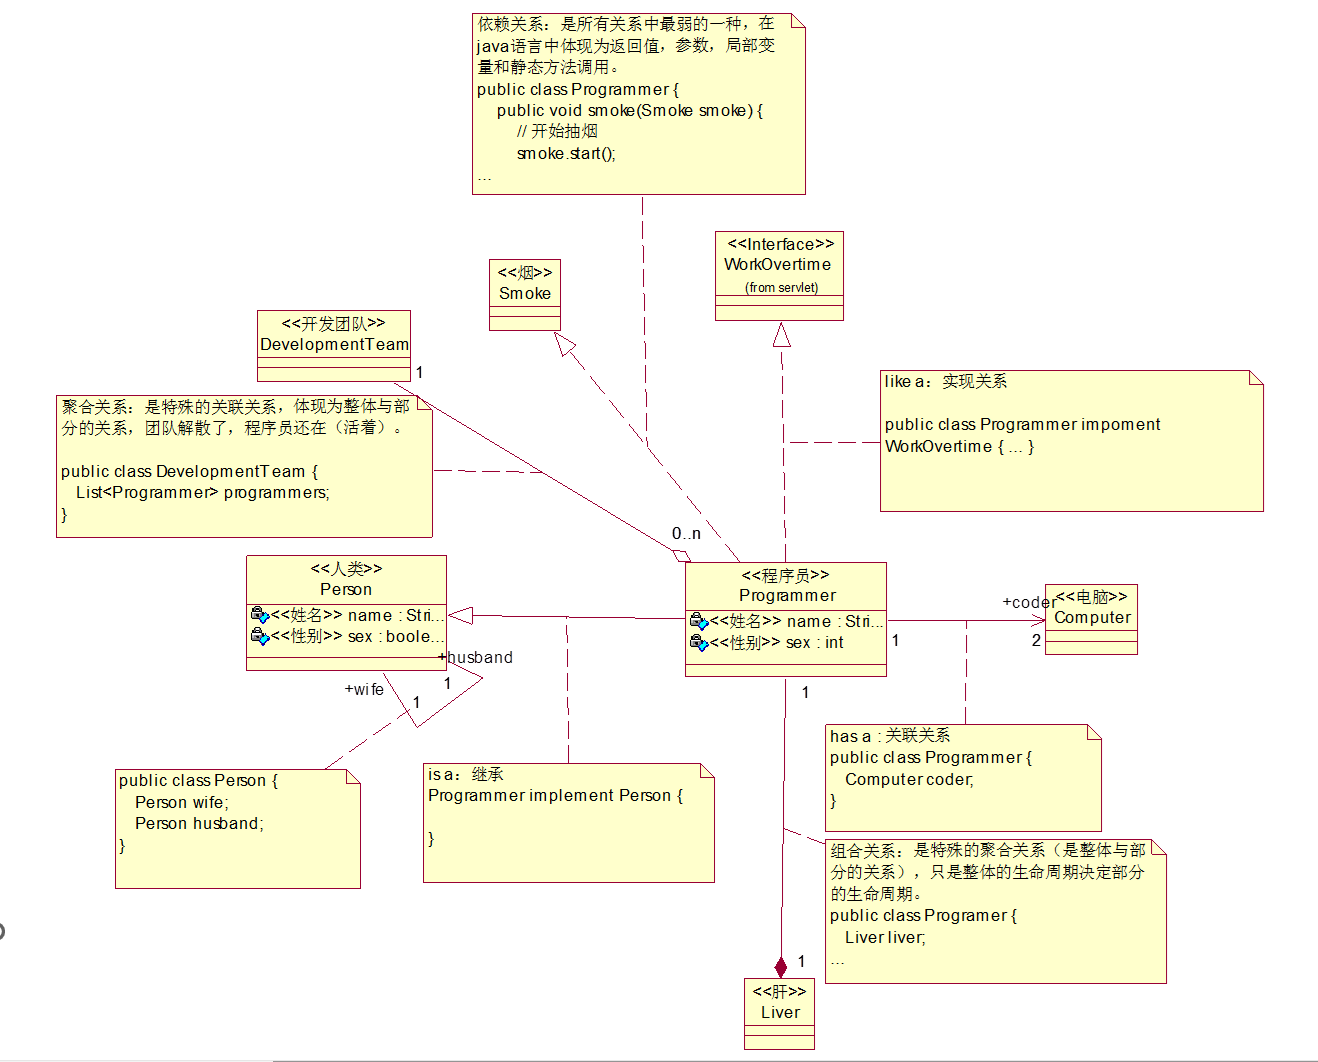 依赖关系：是所有关系中最弱的一种，在
java语言中体现为返回值，参数，局部变
量和静态方法调用。
public class Programmer {
public void smoke(Smoke smoke) {
// 开始抽烟
smoke.start();
...
<<Interface>>
WorkOvertime
(from servlet)
<<烟>>
Smoke
<<开发团队>>
DevelopmentTeam
1
like a：实现关系
public class Programmer impoment
WorkOvertime { ... }
聚合关系：是特殊的关联关系，体现为整体与部
分的关系，团队解散了，程序员还在（活着）。
public class DevelopmentTeam {
List<Programmer> programmers;
}
0..n
<<人类>>
Person
<<姓名>> name : Stri...
<<性别>> sex : boole...
<<程序员>>
Programmer
<<姓名>> name : Stri...
<<性别>> sex : int
+coder
<<电脑>>
Computer
1
2
+husband
1
+wife
1
1
has a : 关联关系
public class Programmer {
Computer coder;
}
public class Person {
Person wife;
Person husband;
}
is a：继承
Programmer implement Person {
}
组合关系：是特殊的聚合关系（是整体与部
分的关系），只是整体的生命周期决定部分
的生命周期。
public class Programer {
Liver liver;
...
1
<<肝>>
Liver